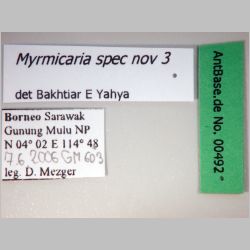 Myrmicaria spec nov 3
det Bakhtiar E Yahya
Borneo Sarawak
Gunung Mulu NP
N 04° 02 E 114° 48
7.6.2006 GM 603
leg. D. Mezger
AntBase.de No. 00492